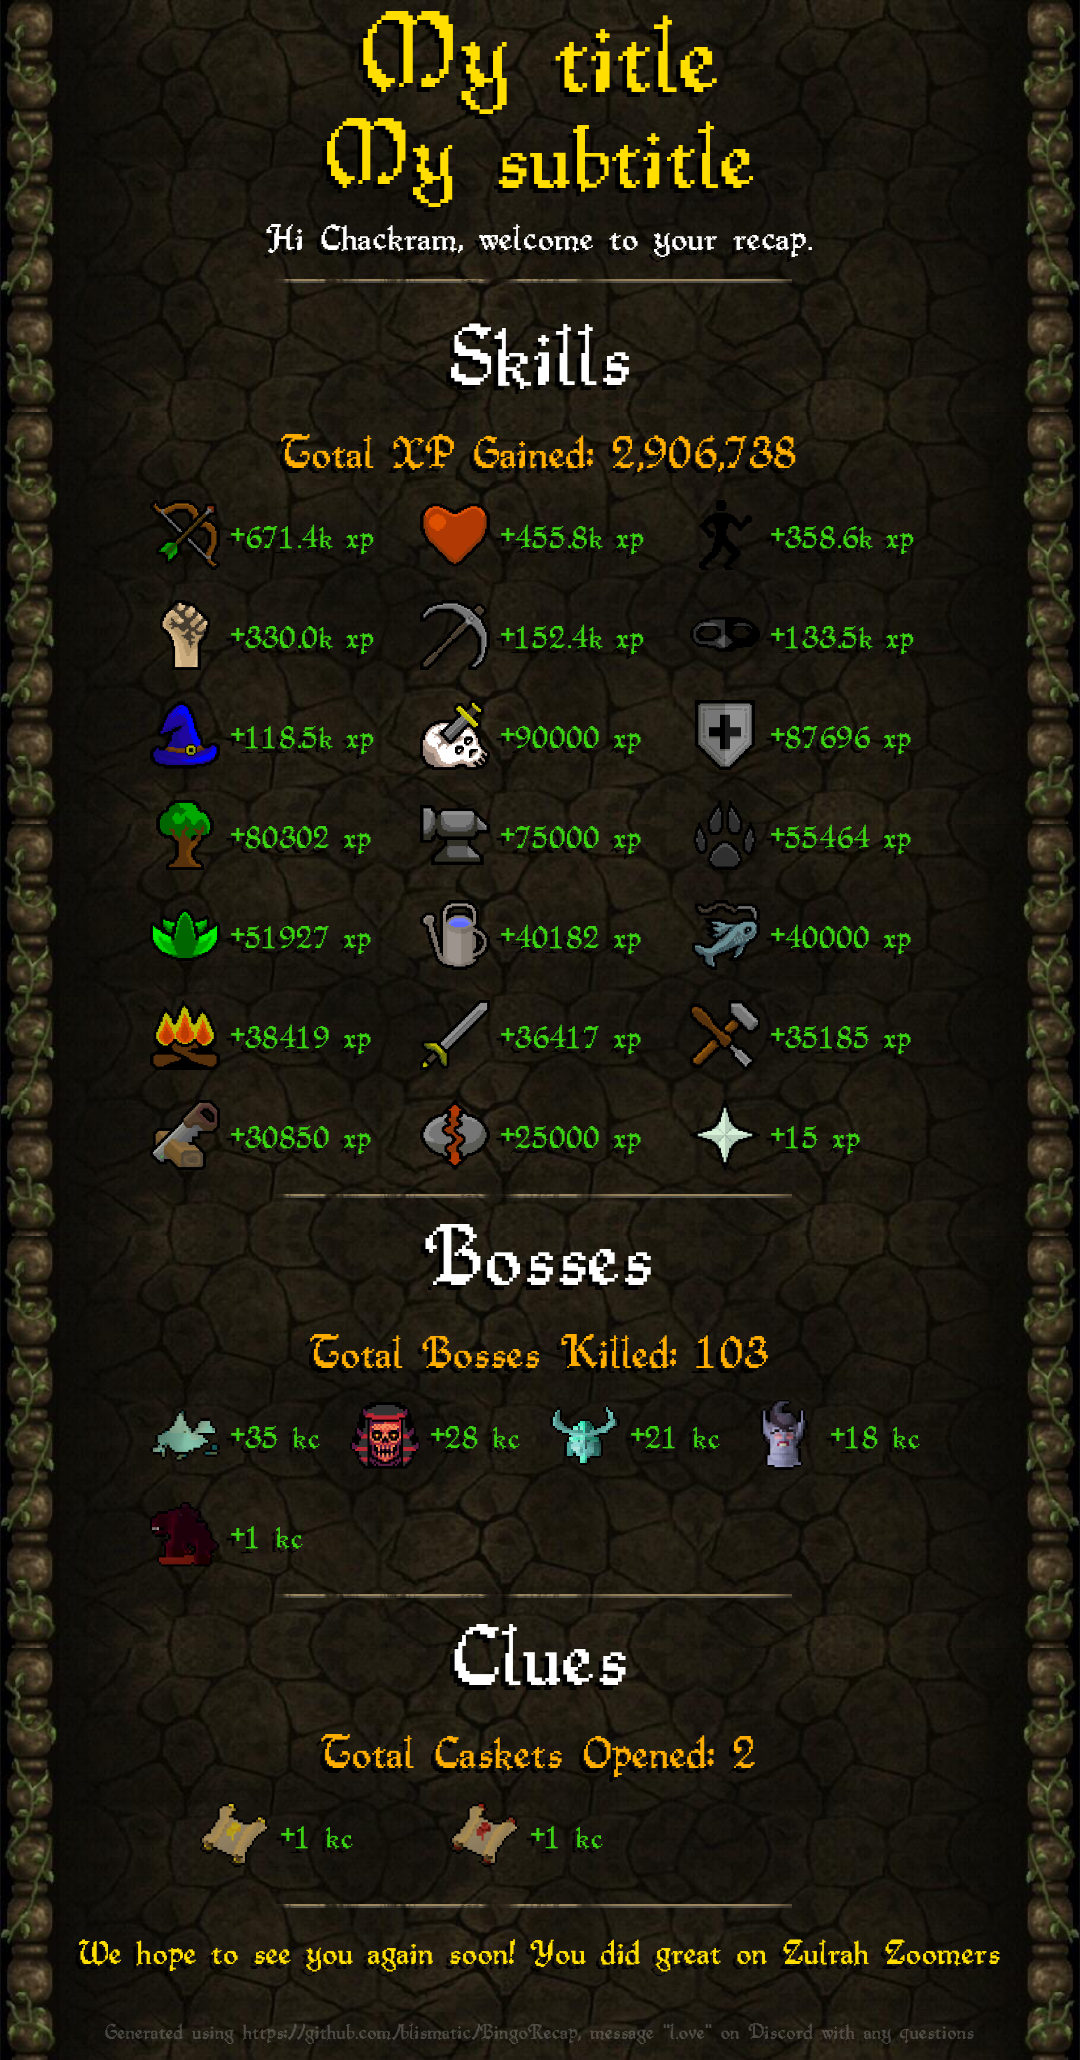 My title
My subtitle
Hi Chackram, welcome to your recap.
Skills
Total XP Gained: 2,906,738
+671.4k xp +455.8k xp +358.6k xp
+330.0k xp +152.4k xp +133.5k xp
+118.5k xp +90000 xp +87696 xp
+80302 xp +75000 xp +55464 xp
+51927 xp +40182 xp +40000 xp
+38419 xp +36417 xp +35185 xp
+30850 xp +25000 xp +15 xp
Bosses
Total Bosses Killed: 103
+35 kc +28 kc +21 kc +18 kc
+1 kc
Clues
Total Caskets Opened: 2
+1 kc +1 kc
We hope to see you again soon! You did great on Zulrah Zoomers
Generated using https://github.com/blismatic/BingoRecap, message "love" on Discord with any questions